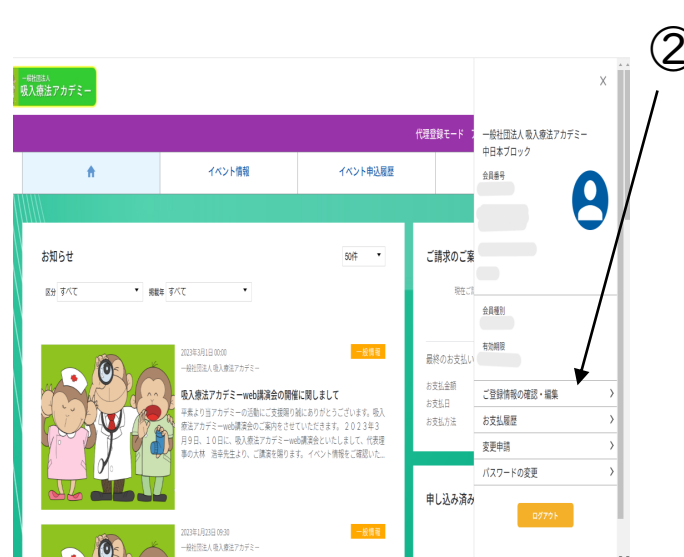 ②
一般社団法人
吸入療法アカデミー
×
代理登録モード
一般社団法人 吸入療法アカデミー
中日本ブロック
会員番号
イベント情報
イベント申込履歴
お知らせ
50件
区分 すべて
掲載年 すべて
ご請求のご案
現在ご
会員種別
有効期限
2023年3月1日 00:00
一般情報
一般社団法人 吸入療法アカデミー
吸入療法アカデミーweb講演会の開催に関しまして
平素より当アカデミーの活動にご支援賜り誠にありがとうございます。吸入
療法アカデミーweb講演会のご案内をさせていただきます。２０２３年３
月９日、１０日に、吸入療法アカデミーweb講演会といたしまして、代表理
事の大林 浩幸先生より、ご講演を賜ります。イベント情報をご確認いた...
最終のお支払い
お支払金額
お支払日
お支払方法
ご登録情報の確認・編集
お支払履歴
変更申請
パスワードの変更
ログアウト
申し込み済み
2023年1月23日 09:30
一般情報
一般社団法人 吸入療法アカデミー